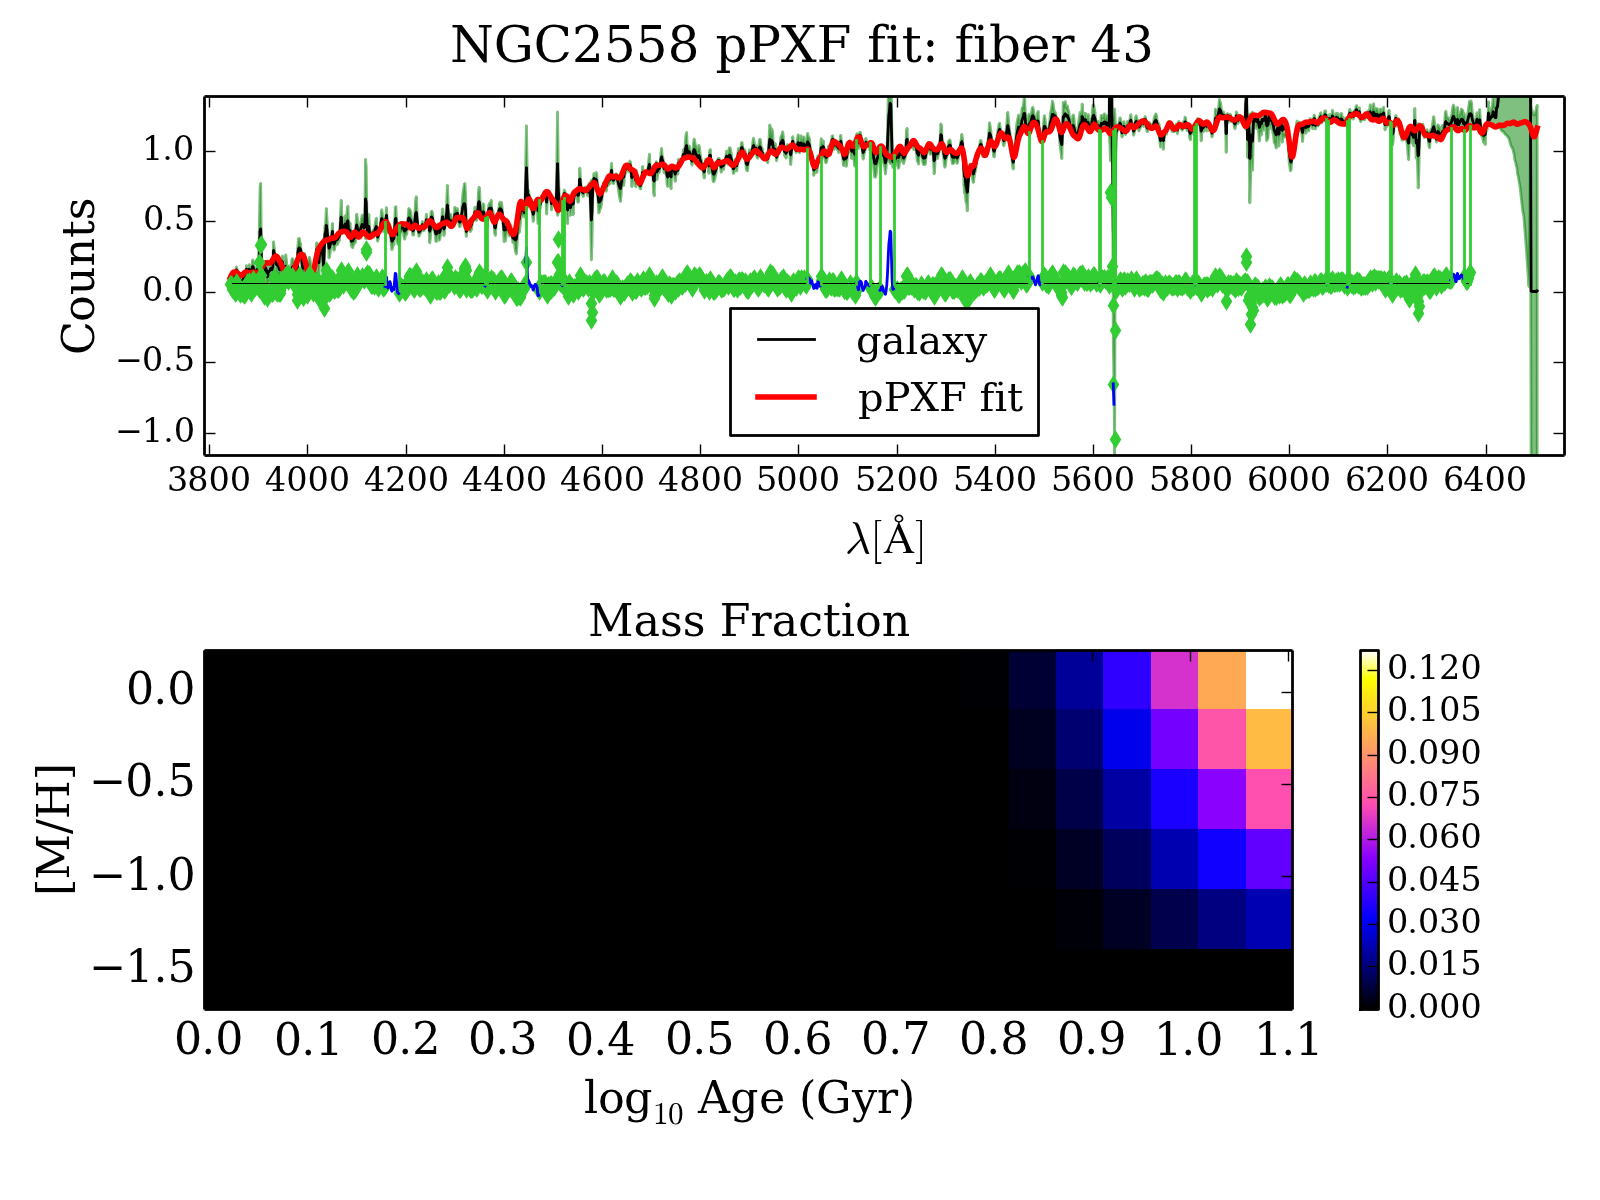 NGC2558 pPXF fit: fiber 43
Counts
1.0
0.5
0.0
−0.5
−1.0
galaxy
pPXF fit
3800 4000 4200 4400 4600 4800 5000 5200 5400 5600 5800 6000 6200 6400
λ[Å]
Mass Fraction
[M/H]
0.0
−0.5
−1.0
−1.5
0.0 0.1 0.2 0.3 0.4 0.5 0.6 0.7 0.8 0.9 1.0 1.1
log₁₀ Age (Gyr)
0.120
0.105
0.090
0.075
0.060
0.045
0.030
0.015
0.000